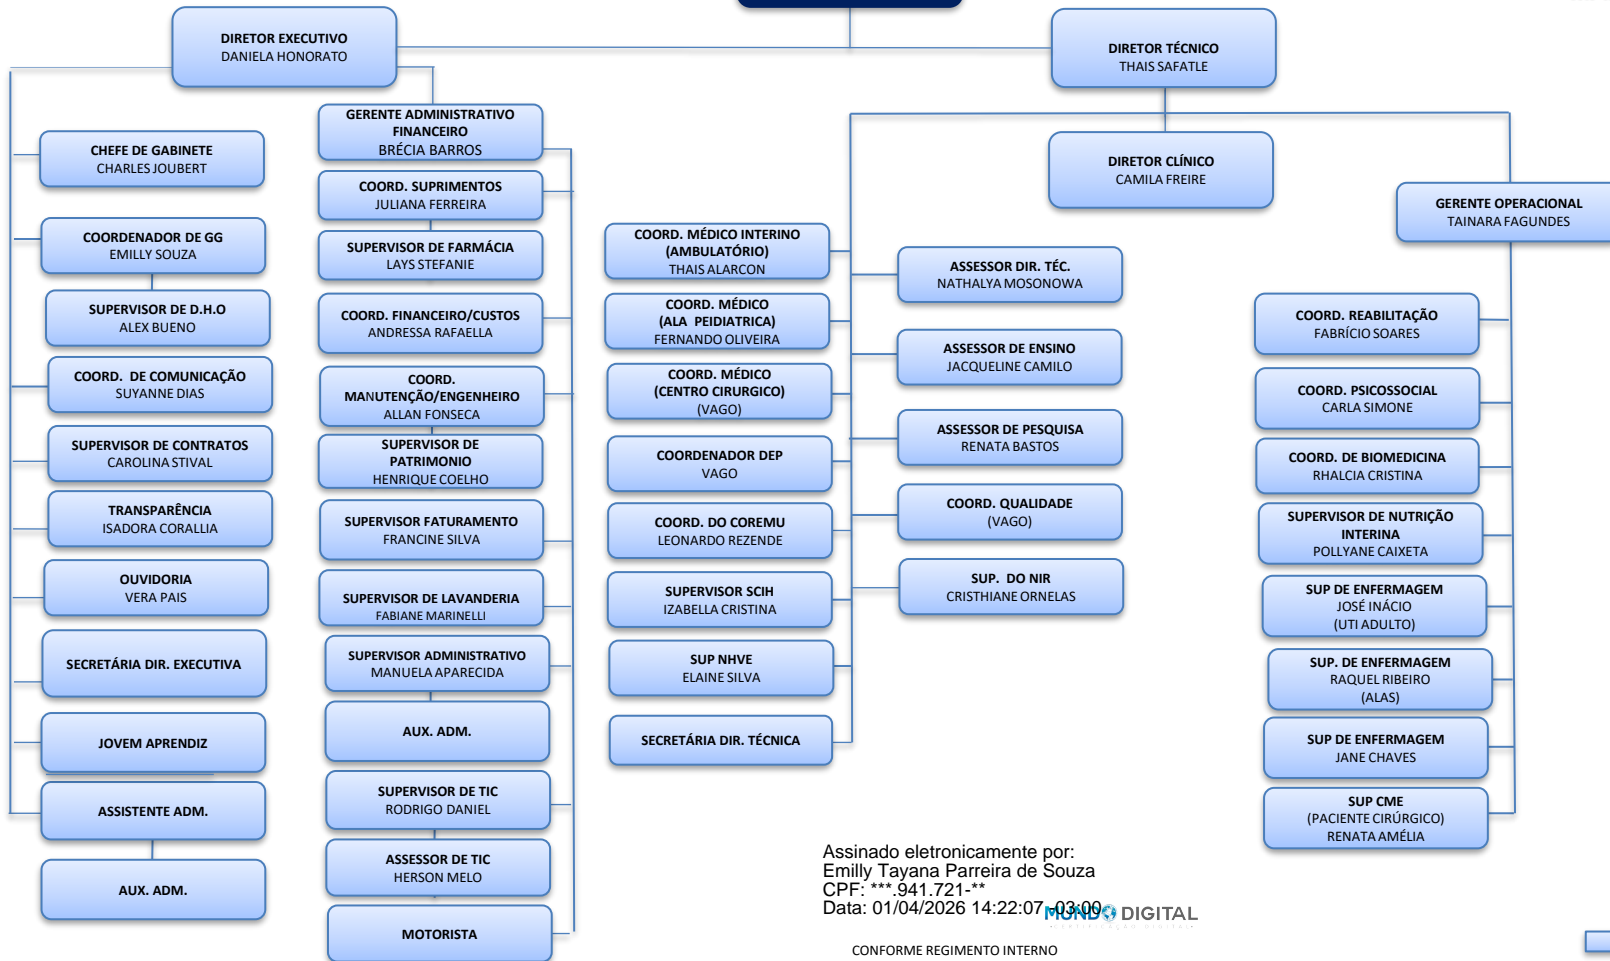 DIRETOR EXECUTIVO
DANIELA HONORATO
DIRETOR TÉCNICO
THAIS SAFATLE
DIRETOR CLÍNICO
CAMILA FREIRE
GERENTE OPERACIONAL
TAINARA FAGUNDES
CHEFE DE GABINETE
CHARLES JOUBERT
COORDENADOR DE GG
EMILLY SOUZA
SUPERVISOR DE D.H.O
ALEX BUENO
COORD. DE COMUNICAÇÃO
SUYANNE DIAS
SUPERVISOR DE CONTRATOS
CAROLINA STIVAL
TRANSPARÊNCIA
ISADORA CORALLIA
OUVIDORIA
VERA PAIS
SECRETÁRIA DIR. EXECUTIVA
JOVEM APRENDIZ
ASSISTENTE ADM.
AUX. ADM.
GERENTE ADMINISTRATIVO
FINANCEIRO
BRÉCIA BARROS
COORD. SUPRIMENTOS
JULIANA FERREIRA
SUPERVISOR DE FARMÁCIA
LAYS STEFANIE
COORD. FINANCEIRO/CUSTOS
ANDRESSA RAFAELLA
COORD.
MANUTENÇÃO/ENGENHEIRO
ALLAN FONSECA
SUPERVISOR DE
PATRIMONIO
HENRIQUE COELHO
SUPERVISOR FATURAMENTO
FRANCINE SILVA
SUPERVISOR DE LAVANDERIA
FABIANE MARINELLI
SUPERVISOR ADMINISTRATIVO
MANUELA APARECIDA
AUX. ADM.
SUPERVISOR DE TIC
RODRIGO DANIEL
ASSESSOR DE TIC
HERSON MELO
MOTORISTA
COORD. MÉDICO INTERINO
(AMBULATÓRIO)
THAIS ALARCON
COORD. MÉDICO
(ALA PEIDIATRICA)
FERNANDO OLIVEIRA
COORD. MÉDICO
(CENTRO CIRURGICO)
(VAGO)
COORDENADOR DEP
VAGO
COORD. DO COREMU
LEONARDO REZENDE
SUPERVISOR SCIH
IZABELLA CRISTINA
SUP NHVE
ELAINE SILVA
SECRETÁRIA DIR. TÉCNICA
ASSESSOR DIR. TÉC.
NATHALYA MOSONOWA
ASSESSOR DE ENSINO
JACQUELINE CAMILO
ASSESSOR DE PESQUISA
RENATA BASTOS
COORD. QUALIDADE
(VAGO)
SUP. DO NIR
CRISTHIANE ORNELAS
COORD. REABILITAÇÃO
FABRÍCIO SOARES
COORD. PSICOSSOCIAL
CARLA SIMONE
COORD. DE BIOMEDICINA
RHALCIA CRISTINA
SUPERVISOR DE NUTRIÇÃO
INTERINA
POLLYANE CAIXETA
SUP DE ENFERMAGEM
JOSÉ INÁCIO
(UTI ADULTO)
SUP. DE ENFERMAGEM
RAQUEL RIBEIRO
(ALAS)
SUP DE ENFERMAGEM
JANE CHAVES
SUP CME
(PACIENTE CIRÚRGICO)
RENATA AMÉLIA
Assinado eletronicamente por:
Emilly Tayana Parreira de Souza
CPF: ***.941.721-**
Data: 01/04/2026 14:22:07 -03:00
MUNDO DIGITAL
CONFORME REGIMENTO INTERNO